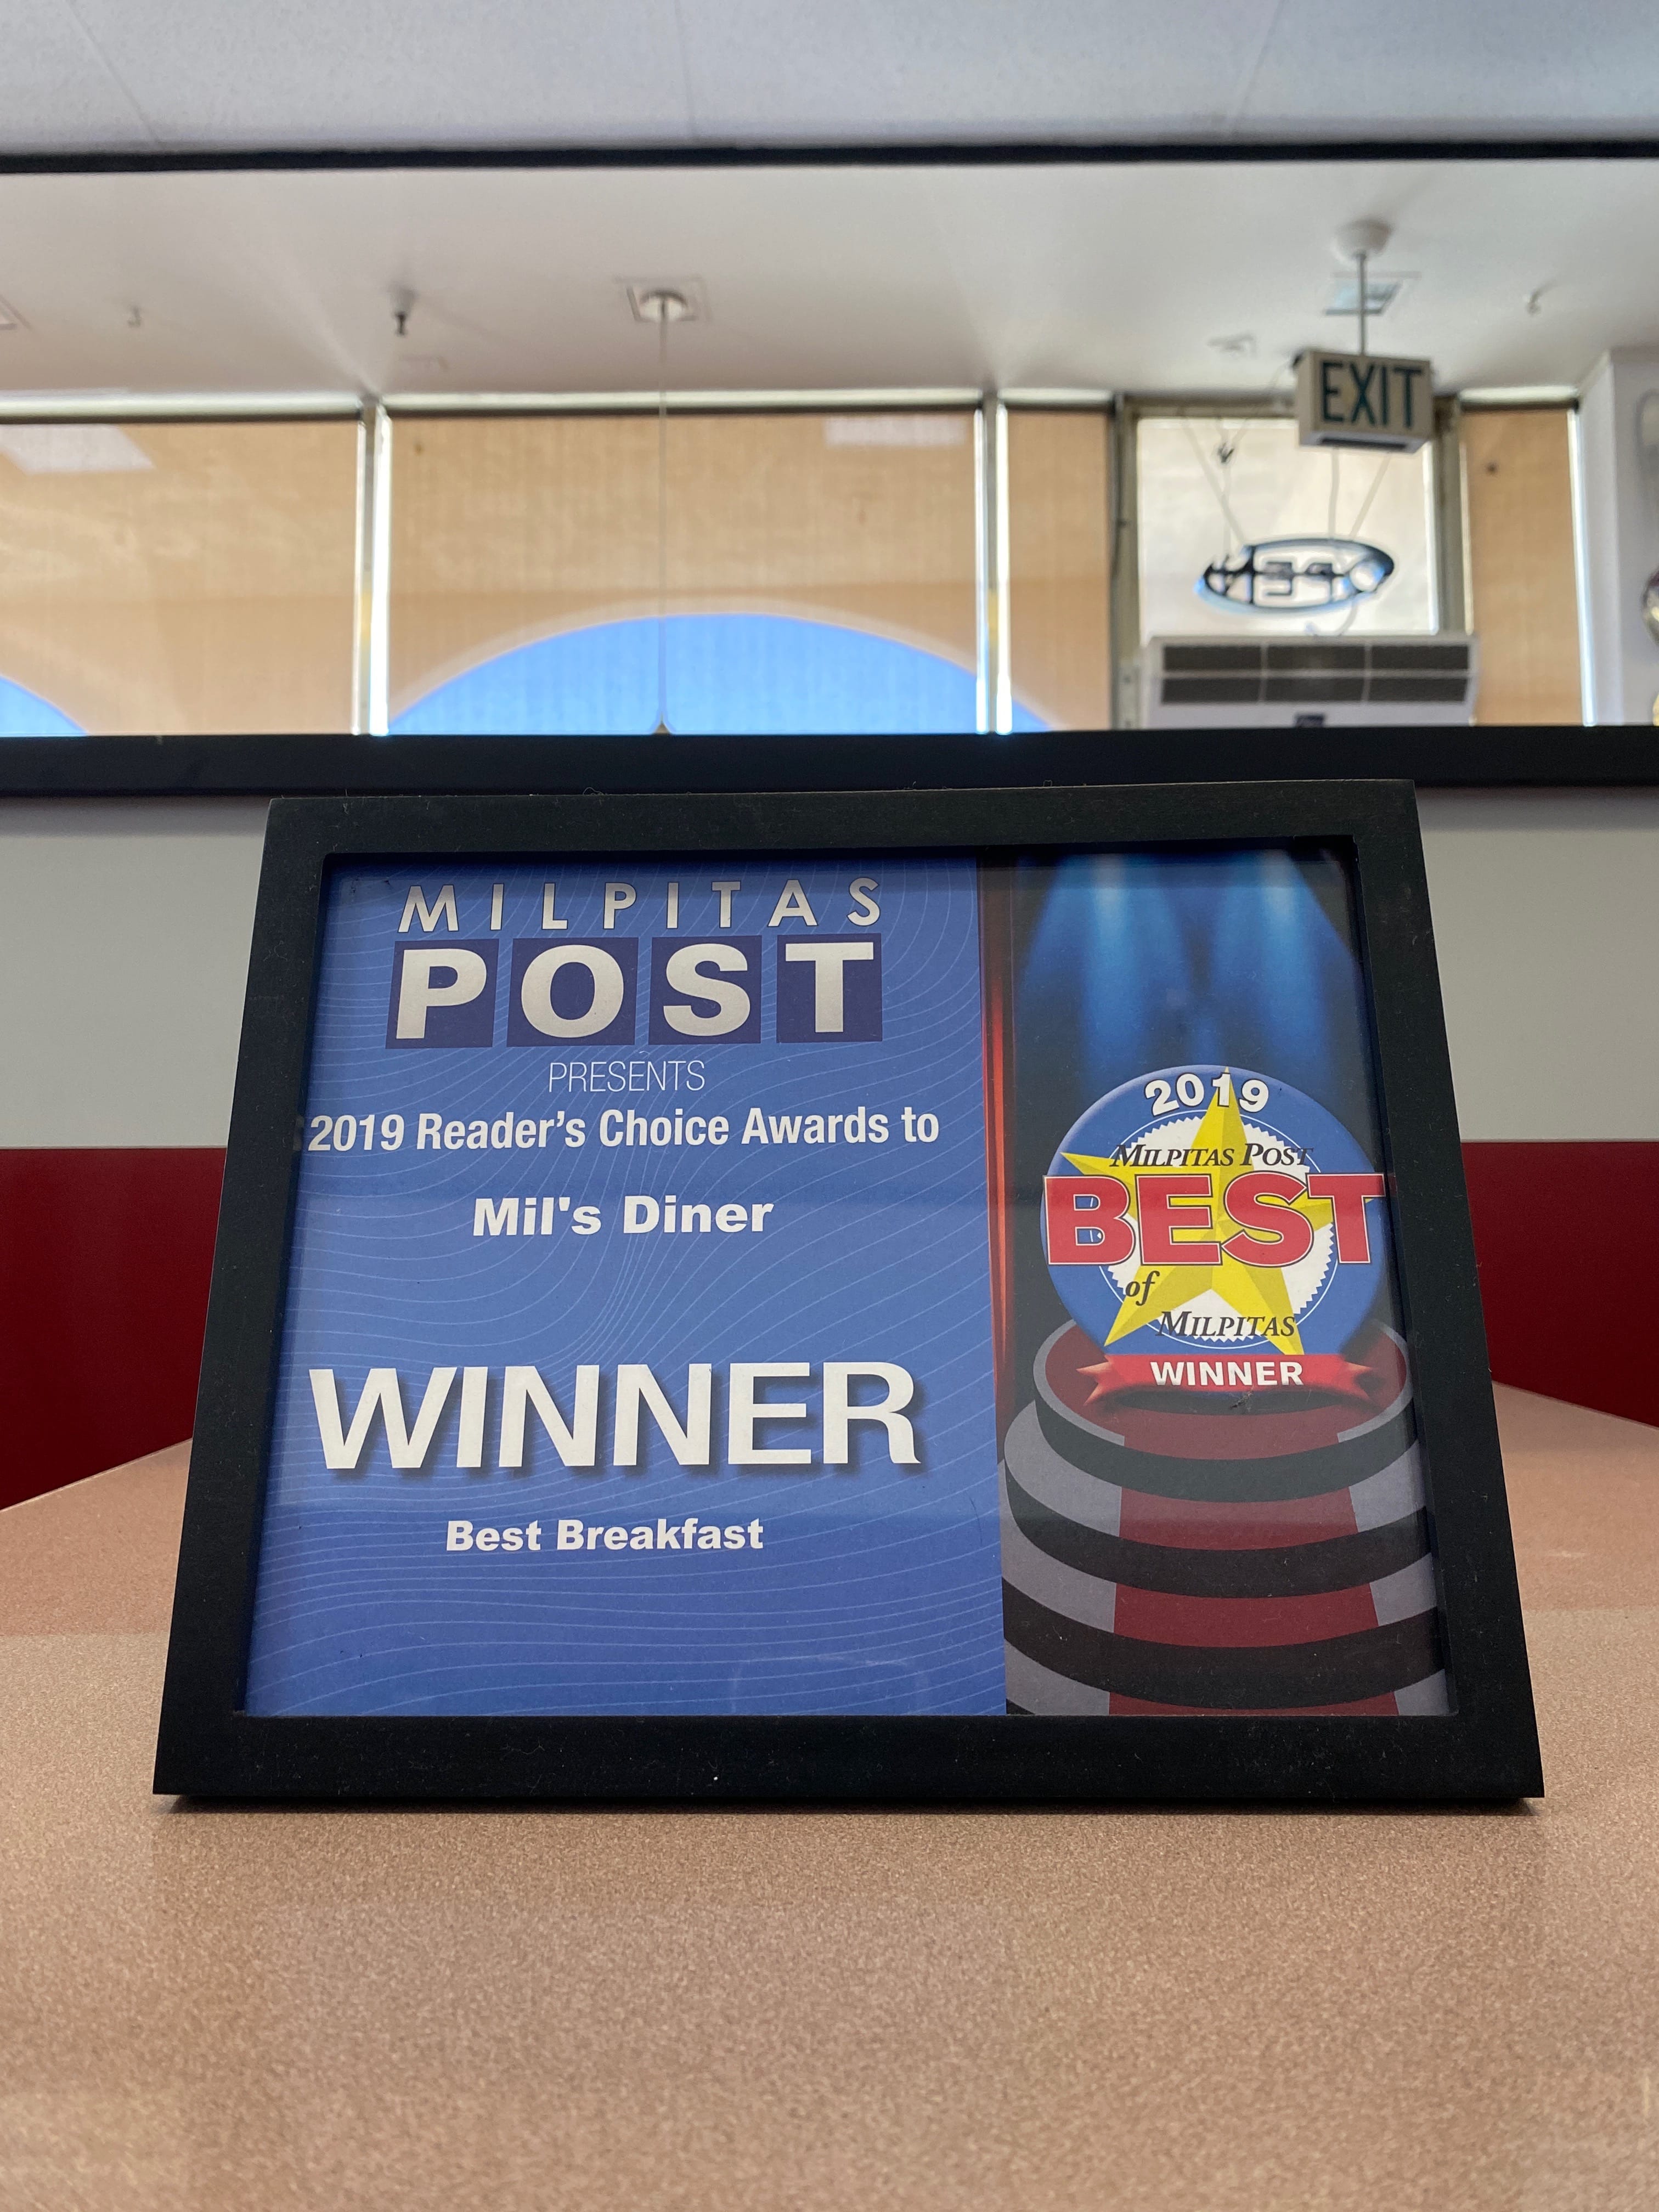 EXIT
OPEN
MILPITAS
POST
PRESENTS
2019 Reader's Choice Awards to
Mil's Diner
WINNER
Best Breakfast
2019
MILPITAS POST
BEST
of
MILPITAS
WINNER